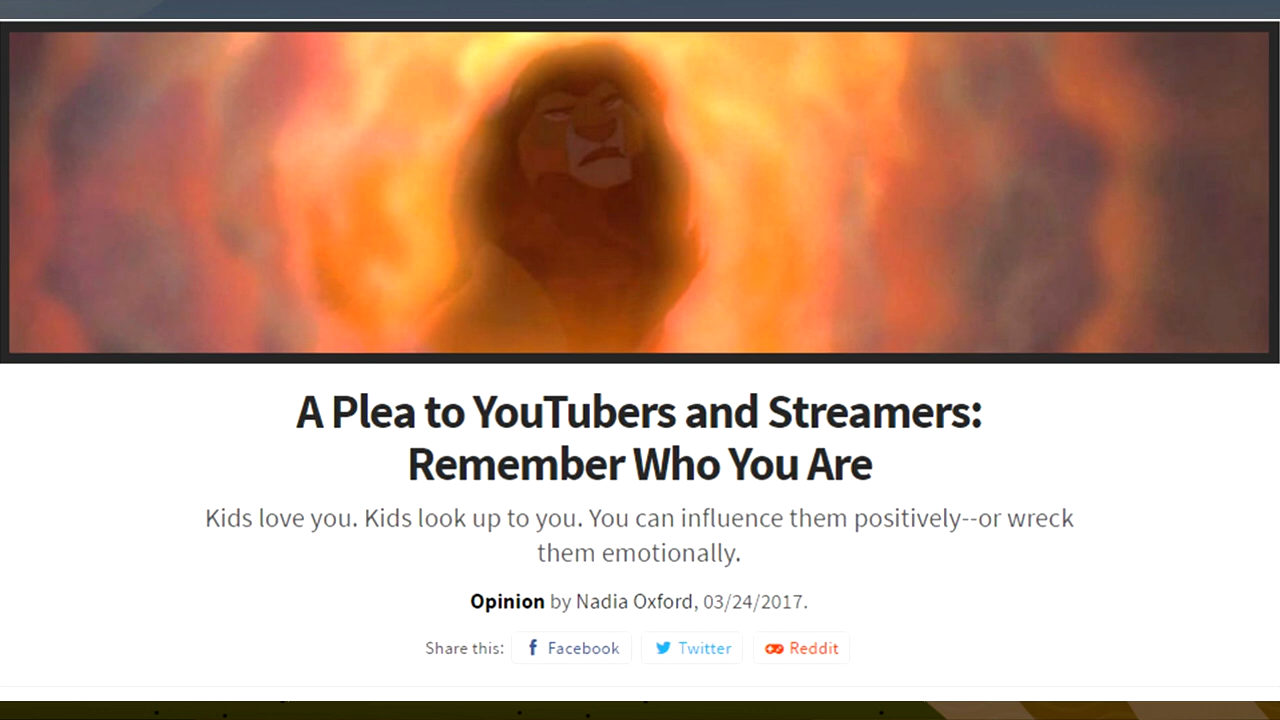 A Plea to YouTubers and Streamers:
Remember Who You Are
Kids love you. Kids look up to you. You can influence them positively--or wreck
them emotionally.
Opinion by Nadia Oxford, 03/24/2017.
Share this: Facebook Twitter Reddit